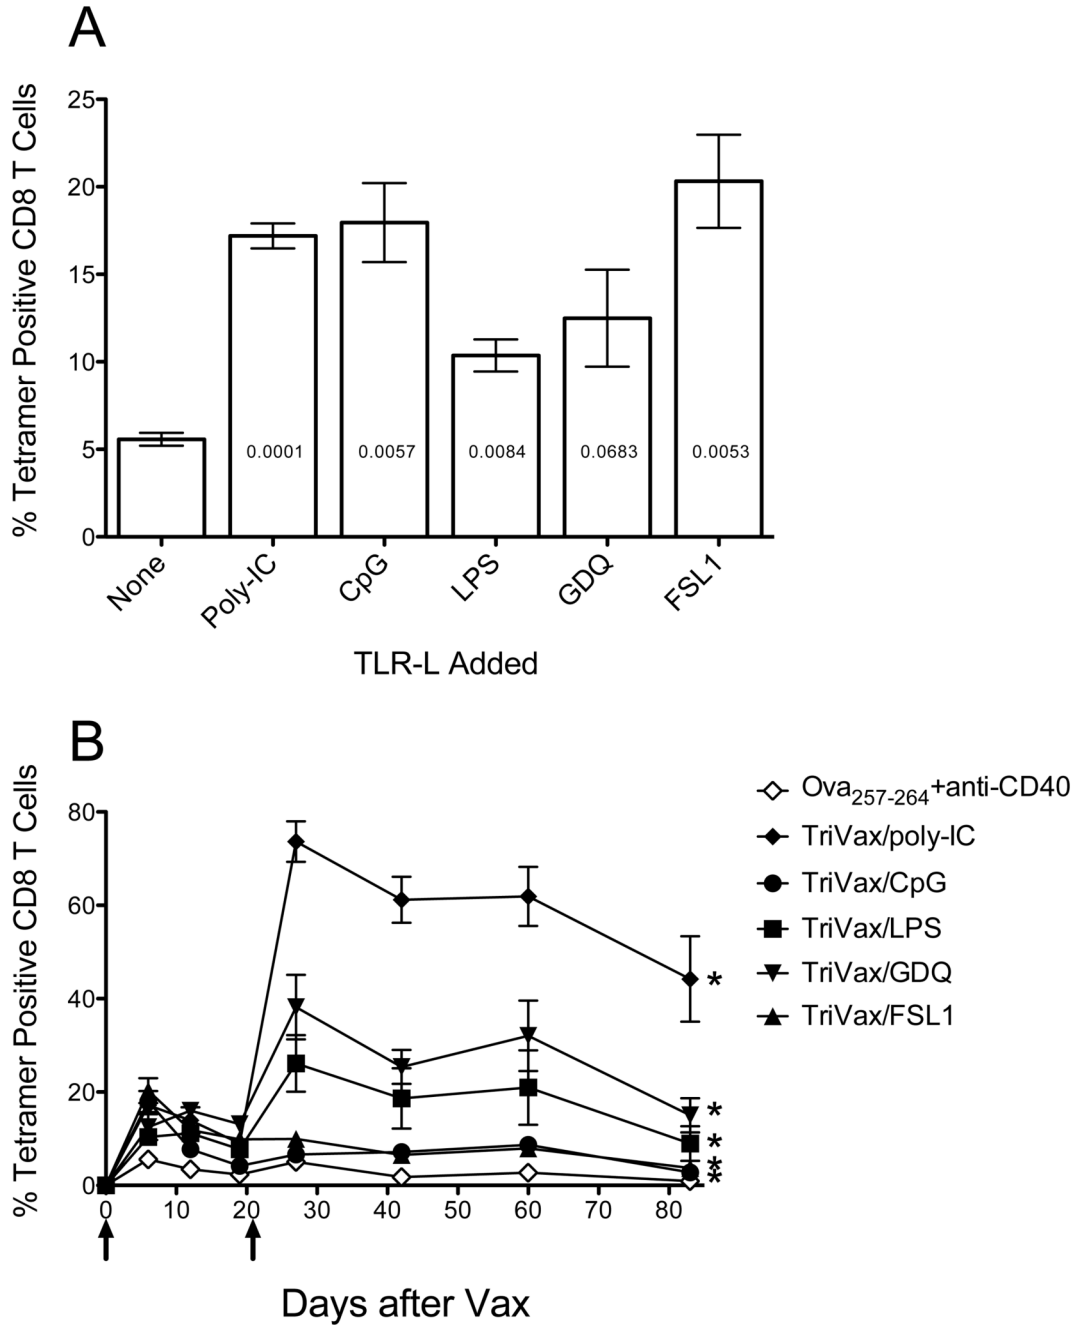 A
% Tetramer Positive CD8 T Cells
25
20
15
10
5
0
0.0001 0.0057 0.0084 0.0683 0.0053
None Poly-IC CpG LPS GDQ FSL1
TLR-L Added
B
% Tetramer Positive CD8 T Cells
80
60
40
20
0
* * * * *
0 10 20 30 40 50 60 70 80
Days after Vax
Ova257-264+anti-CD40
TriVax/poly-IC
TriVax/CpG
TriVax/LPS
TriVax/GDQ
TriVax/FSL1